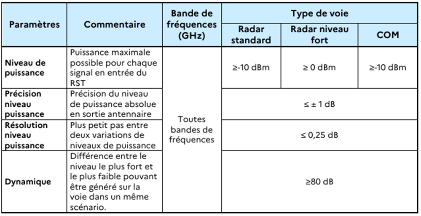 Paramètres
Commentaire
Bande de
fréquences
(GHz)
Type de voie
Radar
standard
Radar niveau
fort
COM
Niveau de
puissance
Puissance maximale
possible pour chaque
signal en entrée du
RST
Toutes
bandes de
fréquences
≥-10 dBm
≥ 0 dBm
≥-10 dBm
Précision
niveau
puissance
Précision du niveau
de puissance absolue
en sortie antennaire
≤ ± 1 dB
Résolution
niveau
puissance
Plus petit pas entre
deux variations de
niveaux de puissance
≤ 0,25 dB
Dynamique
Différence entre le
niveau le plus fort et
le plus faible pouvant
être généré sur la
voie dans un même
scénario.
≥80 dB